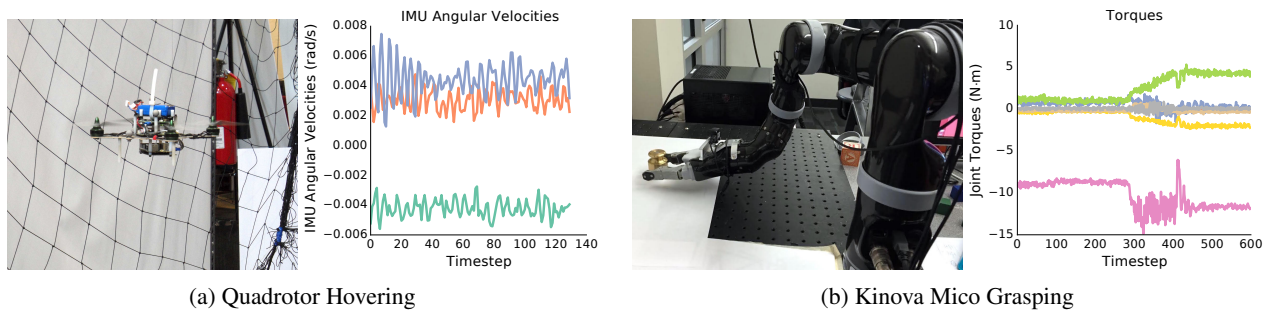 IMU Angular Velocities
IMU Angular Velocities (rad/s)
0.008
0.006
0.004
0.002
0.000
−0.002
−0.004
−0.006
0 20 40 60 80 100 120 140
Timestep
(a) Quadrotor Hovering
Torques
Joint Torques (N·m)
10
5
0
−5
−10
−15
0 100 200 300 400 500 600
Timestep
(b) Kinova Mico Grasping